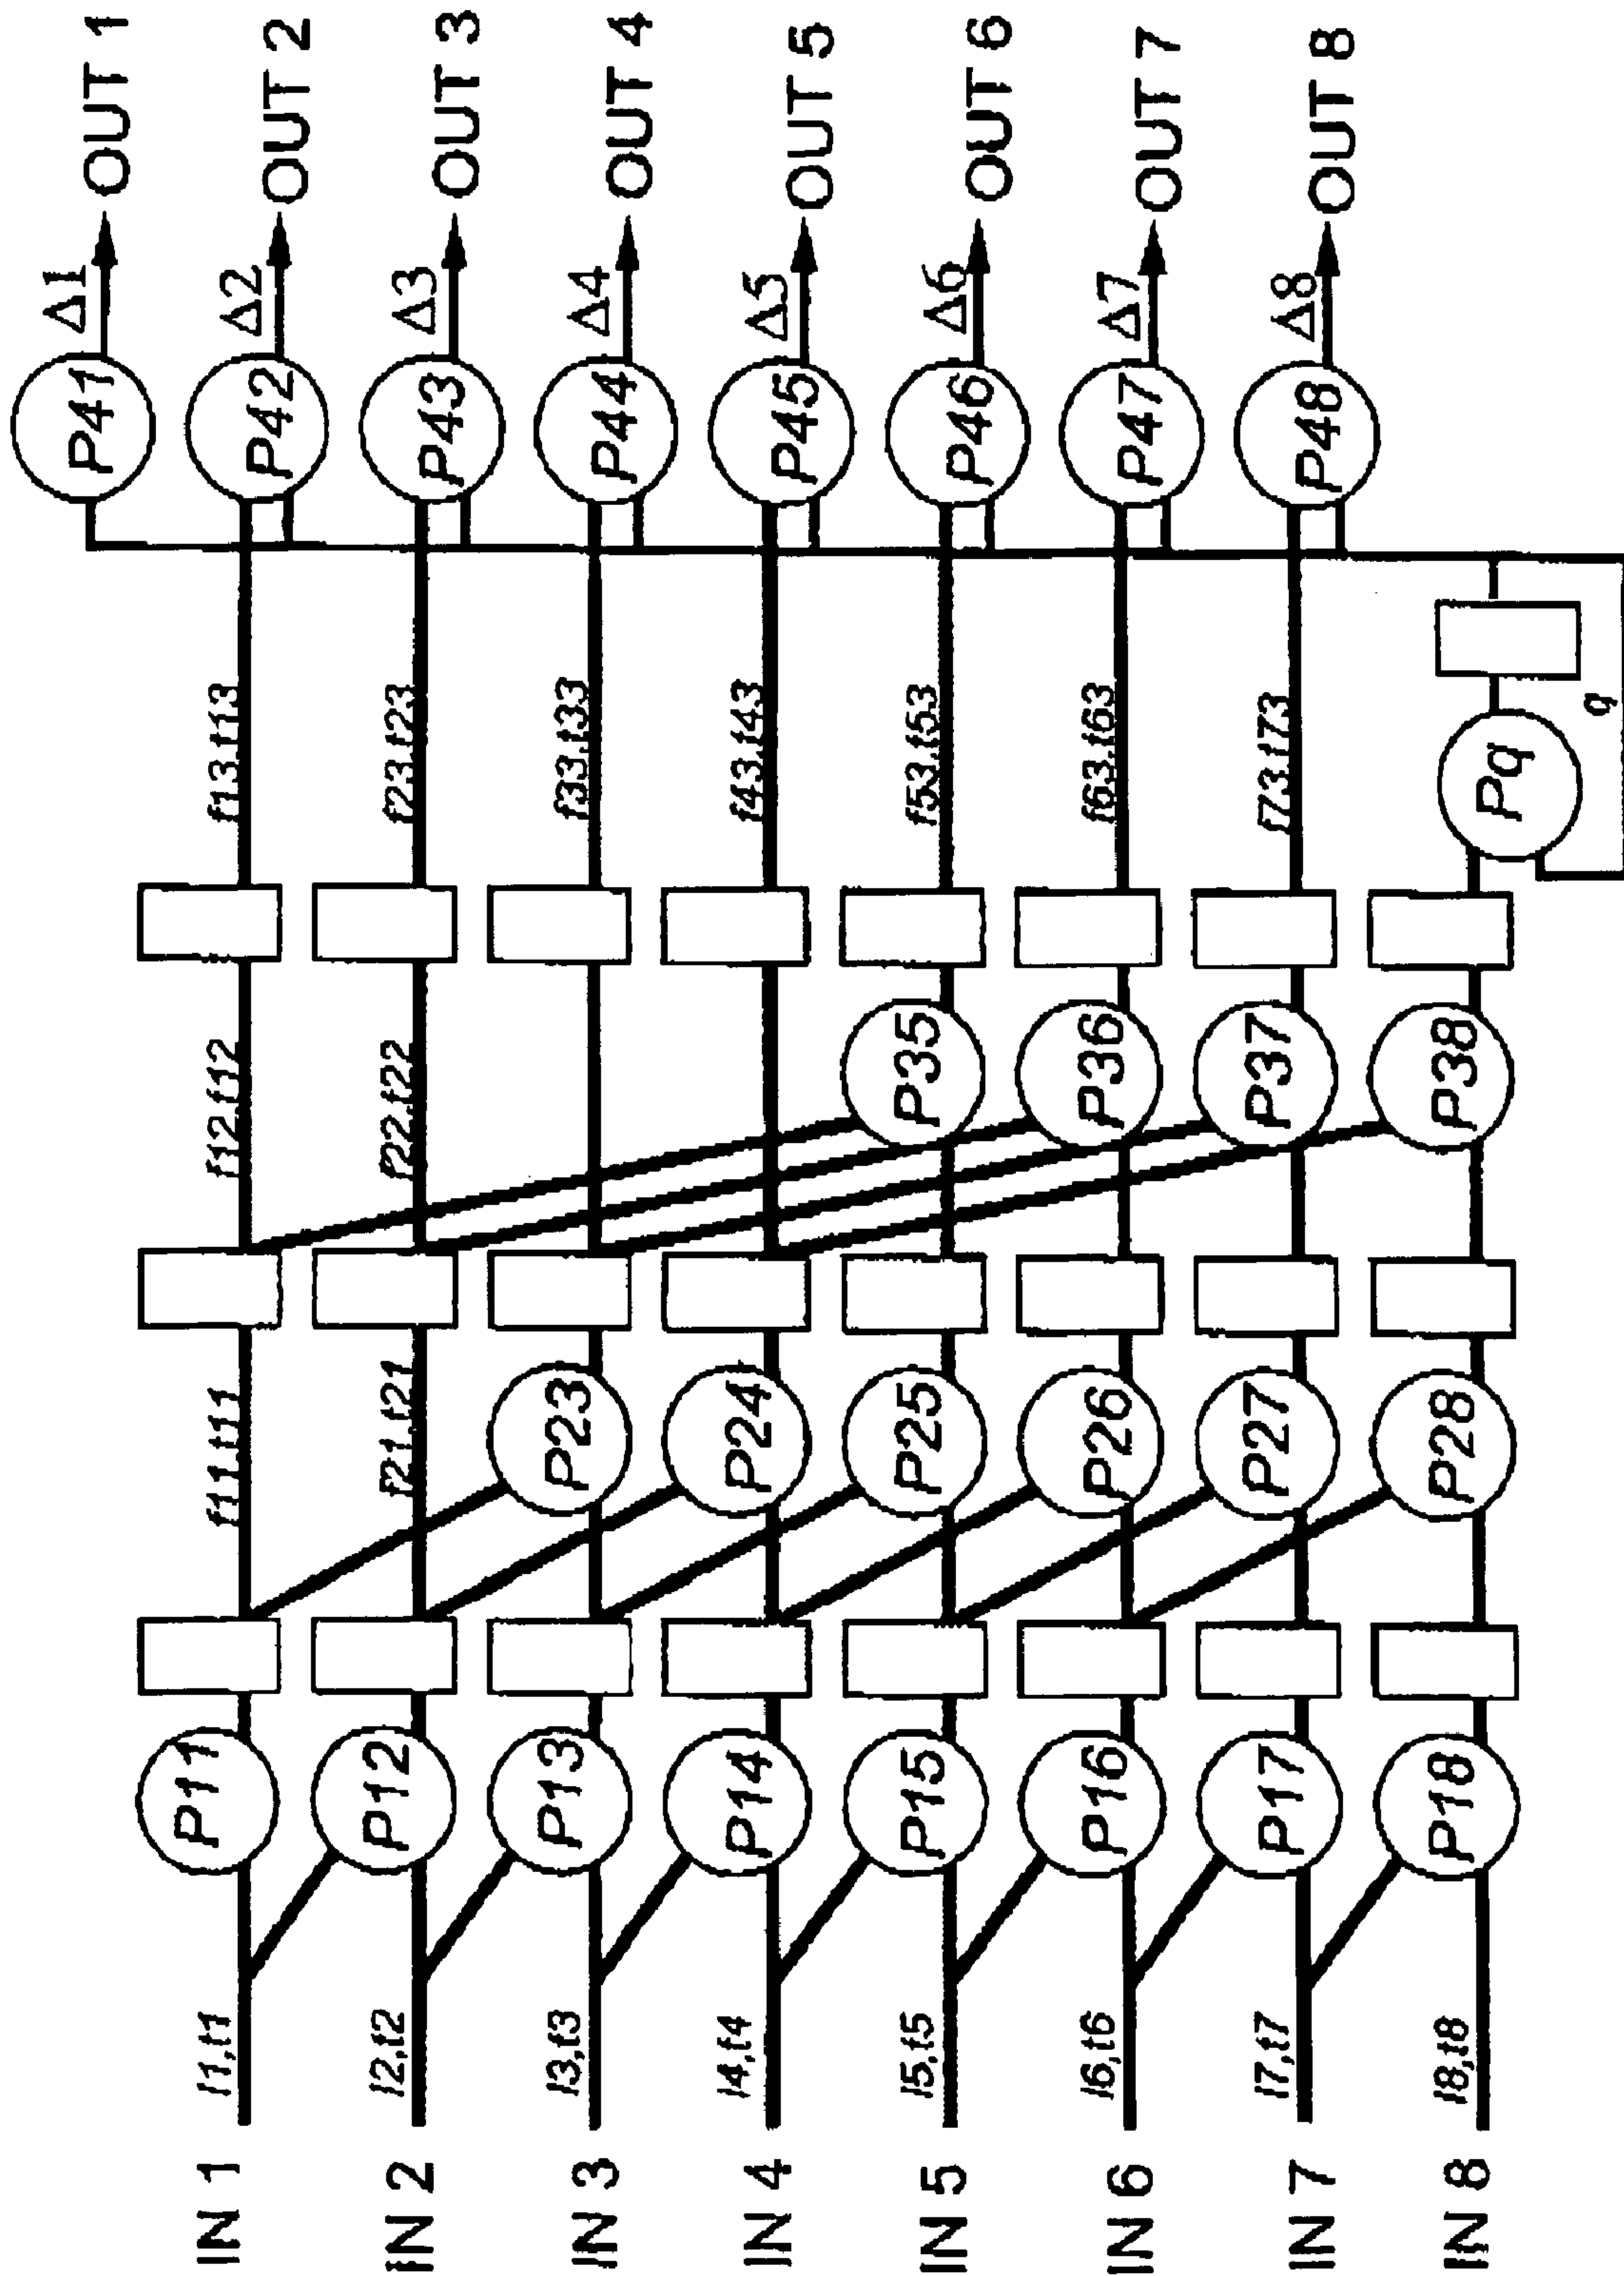 OUT 1
Δ1
P41
IN 1
I1,t1
P11
f11,t11
f12,t12
f13,t13
P42
Δ2
OUT 2
IN 2
I2,t2
P12
f21,t21
f22,t22
f23,t23
P43
Δ3
OUT 3
IN 3
I3,t3
P13
P23
f33,t33
P44
Δ4
OUT 4
IN 4
I4,t4
P14
P24
f43,t43
P45
Δ5
OUT 5
IN 5
I5,t5
P15
P25
P35
f53,t53
P46
Δ6
OUT 6
IN 6
I6,t6
P16
P26
P36
f63,t63
P47
Δ7
OUT 7
IN 7
I7,t7
P17
P27
P37
f73,t73
P48
Δ8
OUT 8
IN 8
I8,t8
P18
P28
P38
Pq
q